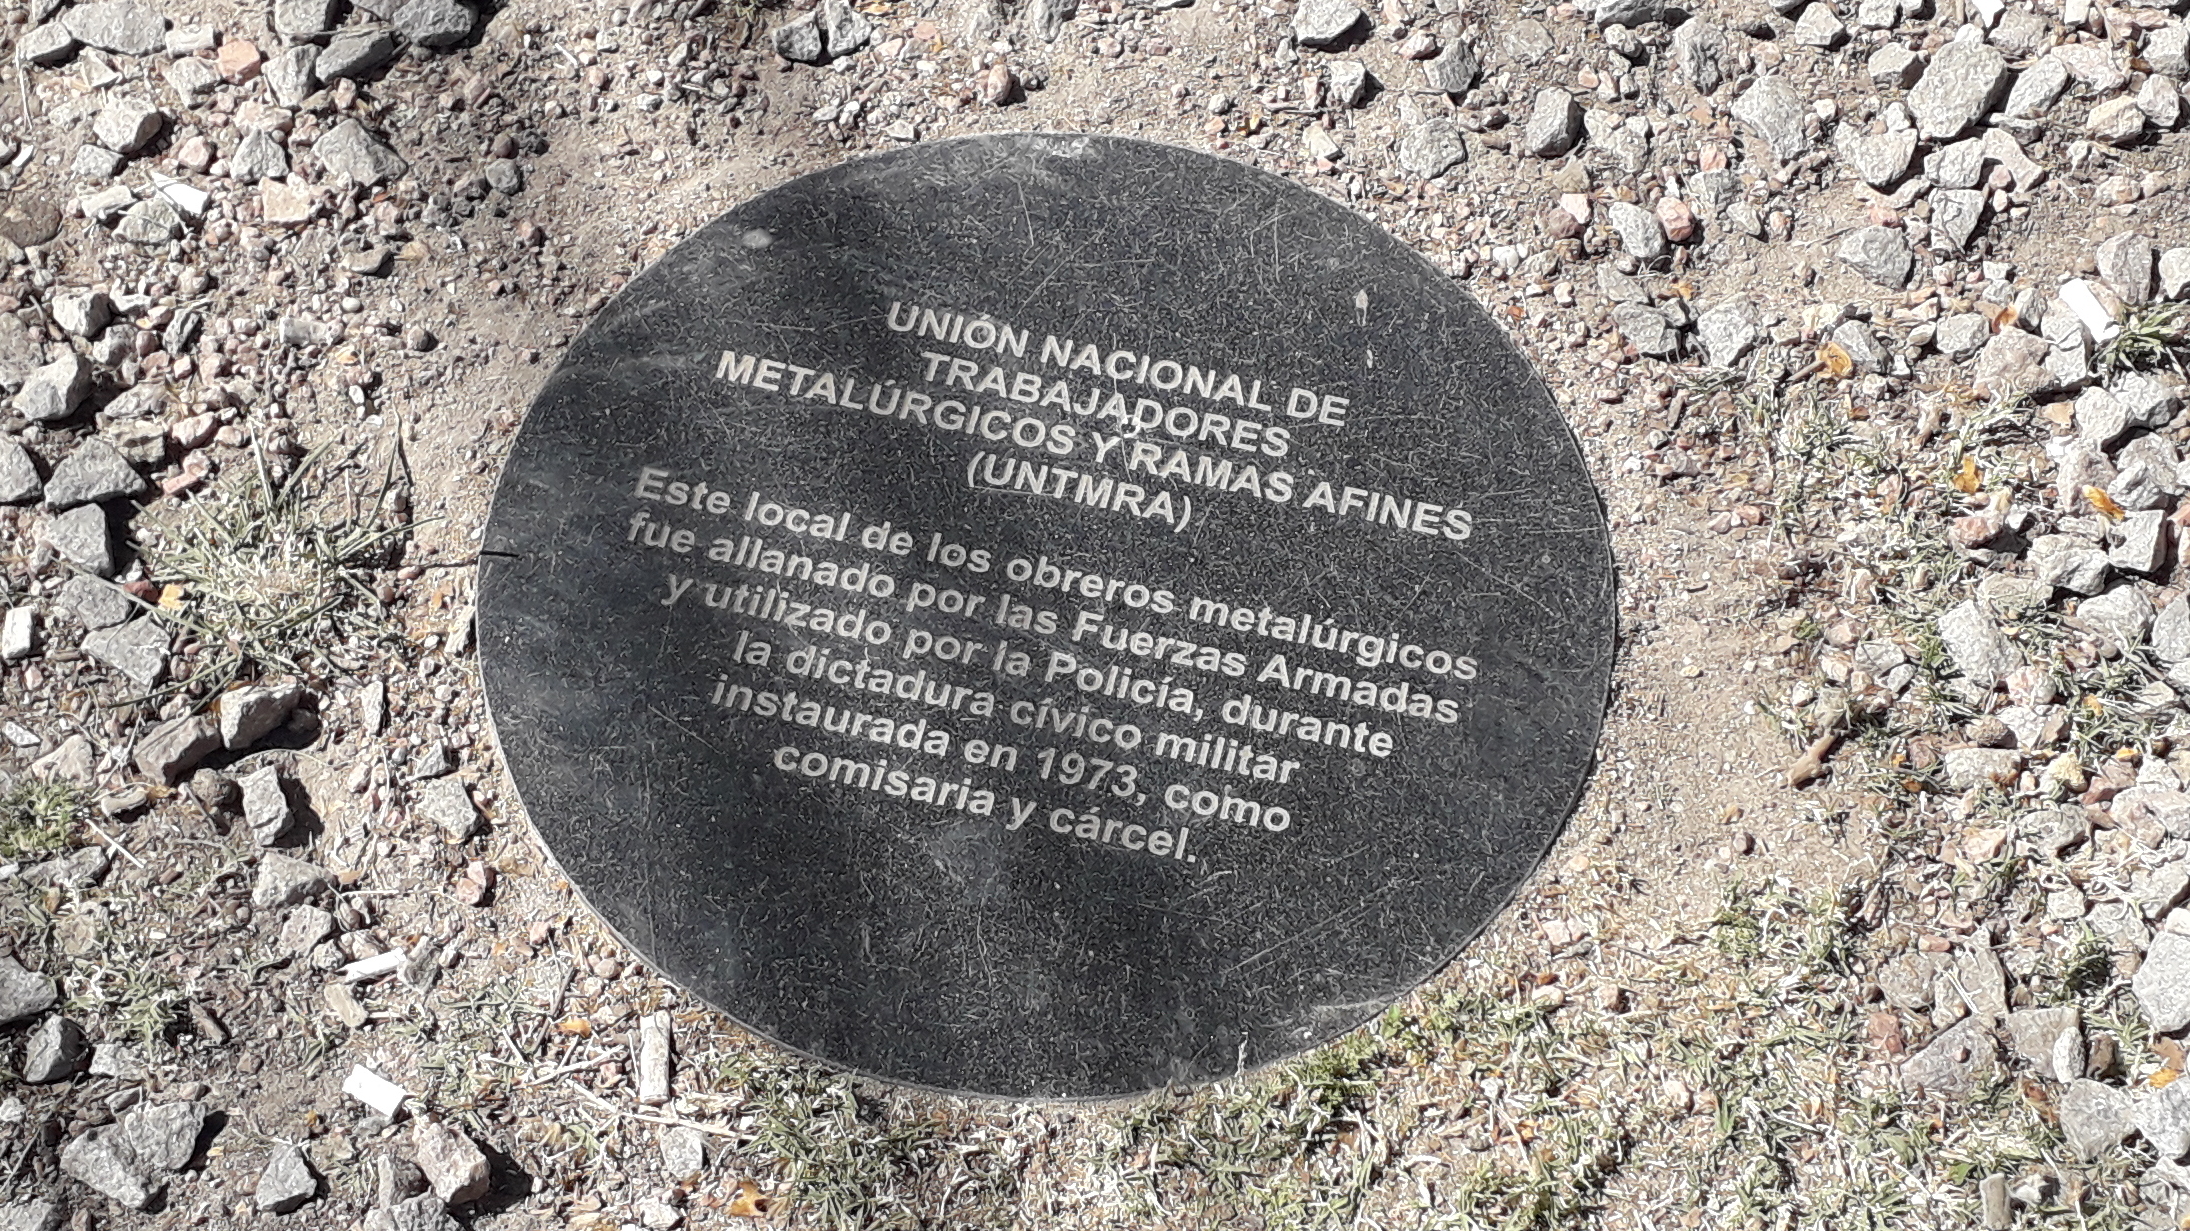 UNIÓN NACIONAL DE
TRABAJADORES
METALÚRGICOS Y RAMAS AFINES
(UNTMRA)
Este local de los obreros metalúrgicos
fue allanado por las Fuerzas Armadas
y utilizado por la Policía, durante
la dictadura cívico militar
instaurada en 1973, como
comisaria y cárcel.